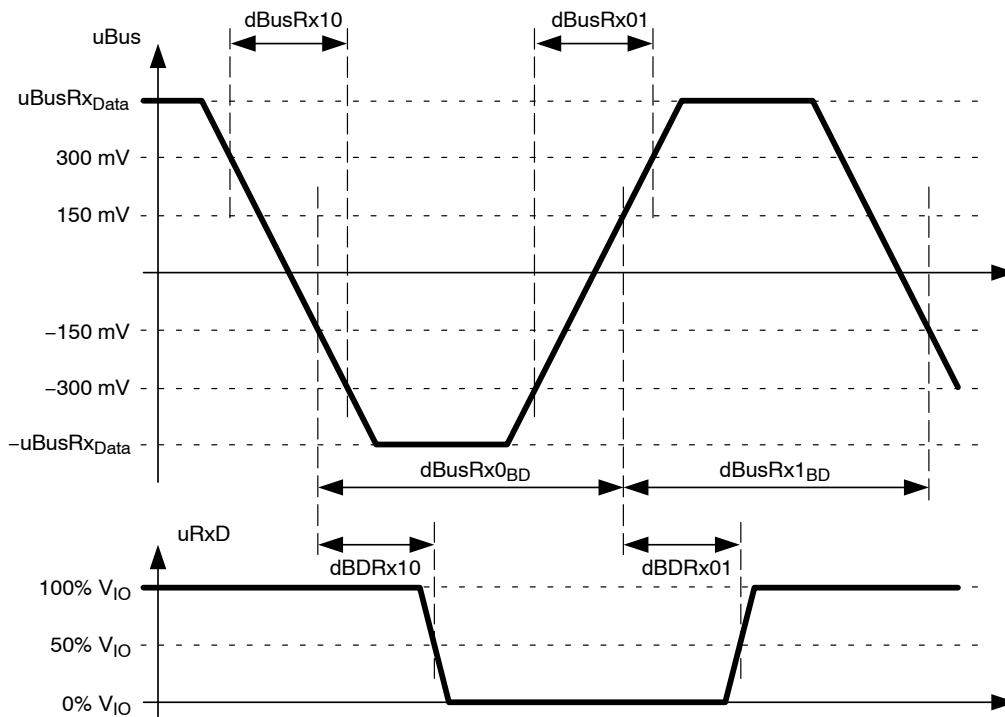 dBusRx10
dBusRx01
uBus
uBusRxData
300 mV
150 mV
−150 mV
−300 mV
−uBusRxData
dBusRx0BD
dBusRx1BD
uRxD
dBDRx10
dBDRx01
100% VIO
50% VIO
0% VIO